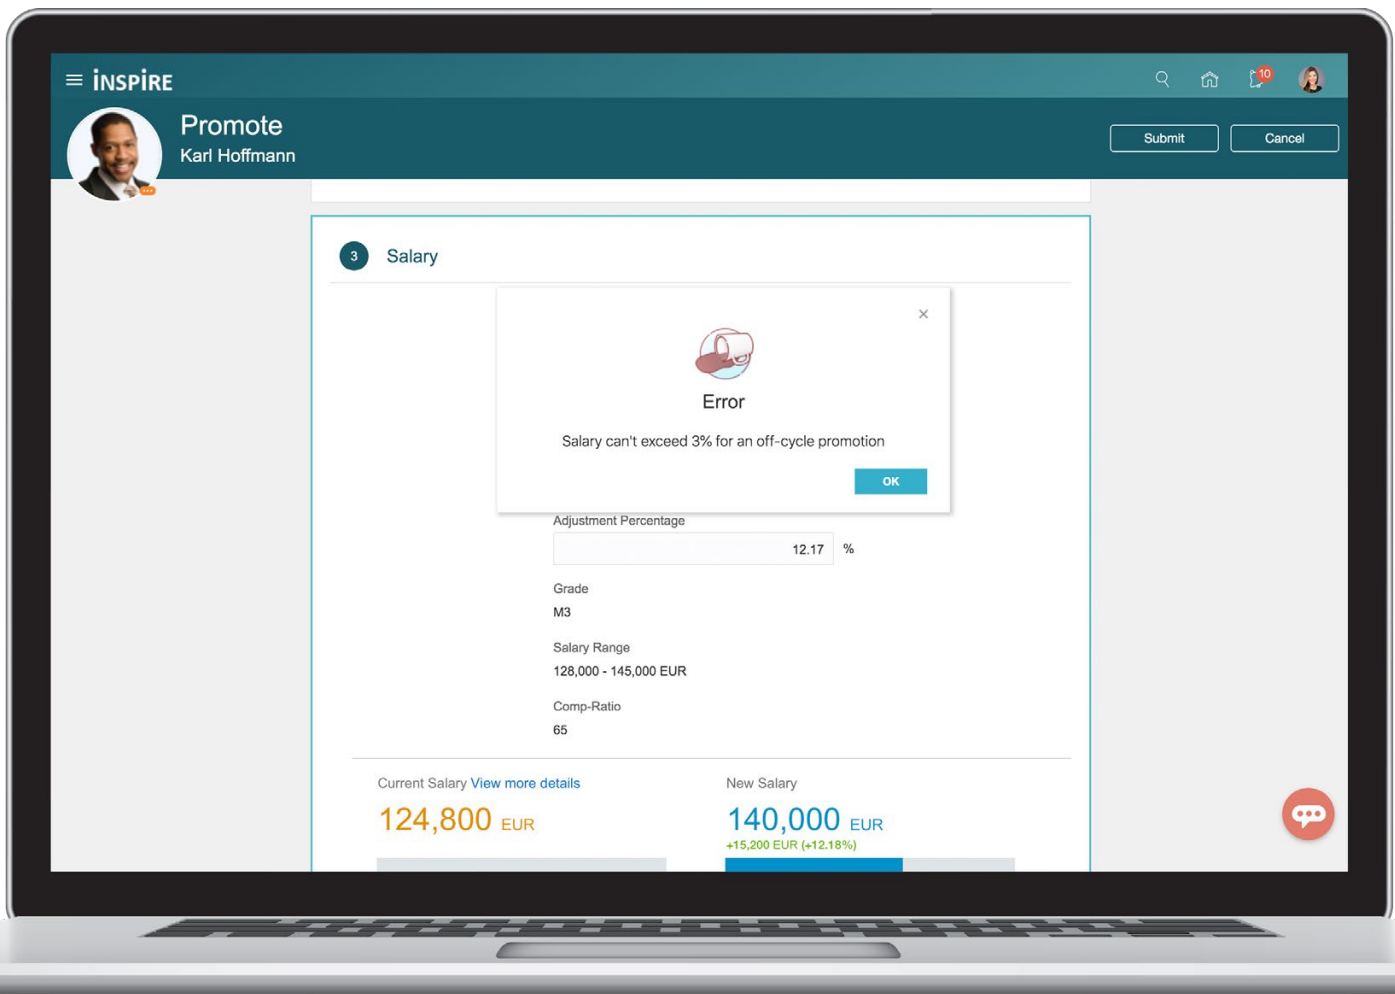 İNSPİRE
10
Promote
Karl Hoffmann
Submit
Cancel
3 Salary
×
Error
Salary can't exceed 3% for an off-cycle promotion
OK
Adjustment Percentage
12.17 %
Grade
M3
Salary Range
128,000 - 145,000 EUR
Comp-Ratio
65
Current Salary View more details
124,800 EUR
New Salary
140,000 EUR
+15,200 EUR (+12.18%)